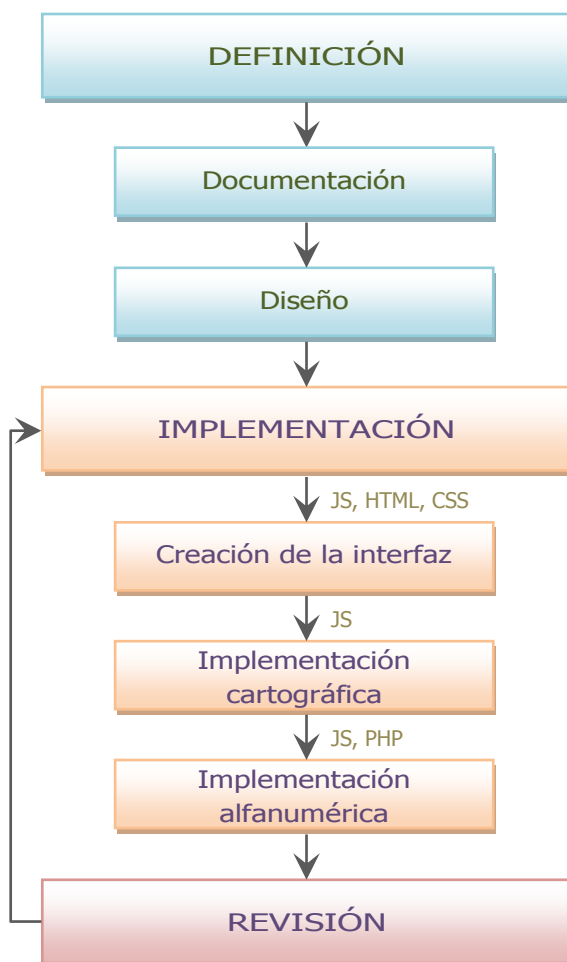 DEFINICIÓN
Documentación
Diseño
IMPLEMENTACIÓN
JS, HTML, CSS
Creación de la interfaz
JS
Implementación
cartográfica
JS, PHP
Implementación
alfanumérica
REVISIÓN